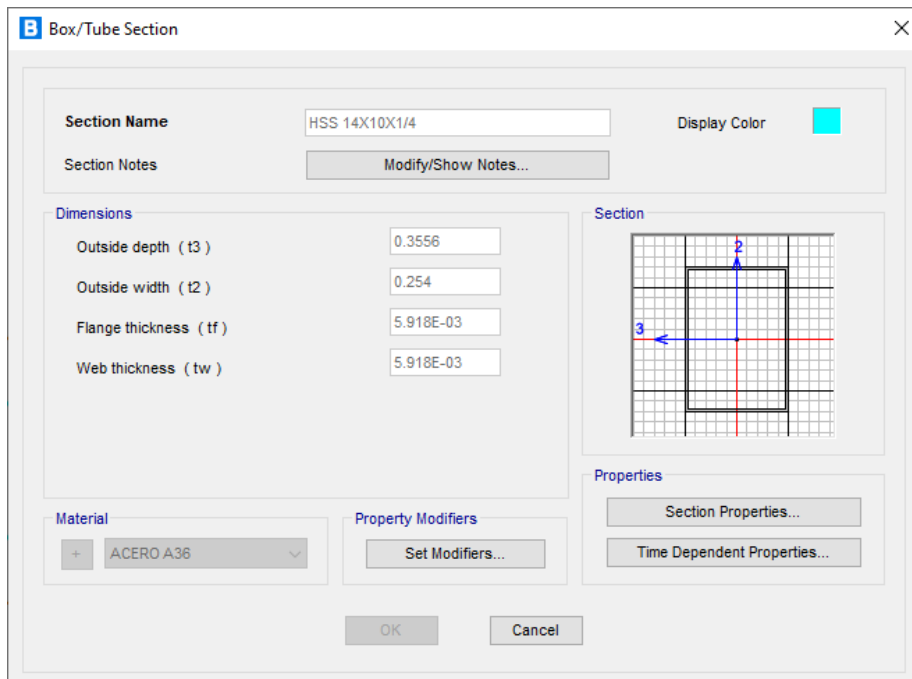 B Box/Tube Section
Section Name HSS 14X10X1/4 Display Color
Section Notes Modify/Show Notes...
Dimensions
Outside depth ( t3 ) 0.3556
Outside width ( t2 ) 0.254
Flange thickness ( tf ) 5.918E-03
Web thickness ( tw ) 5.918E-03
Section
2
3
Material
+ ACERO A36
Property Modifiers
Set Modifiers...
Properties
Section Properties...
Time Dependent Properties...
OK Cancel